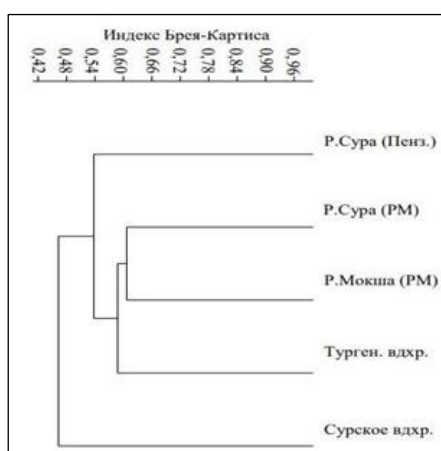 Индекс Брея-Картиса
0,42 0,48 0,54 0,60 0,66 0,72 0,78 0,84 0,90 0,96
Р.Сура (Пенз.)
Р.Сура (РМ)
Р.Мокша (РМ)
Турген. вдхр.
Сурское вдхр.